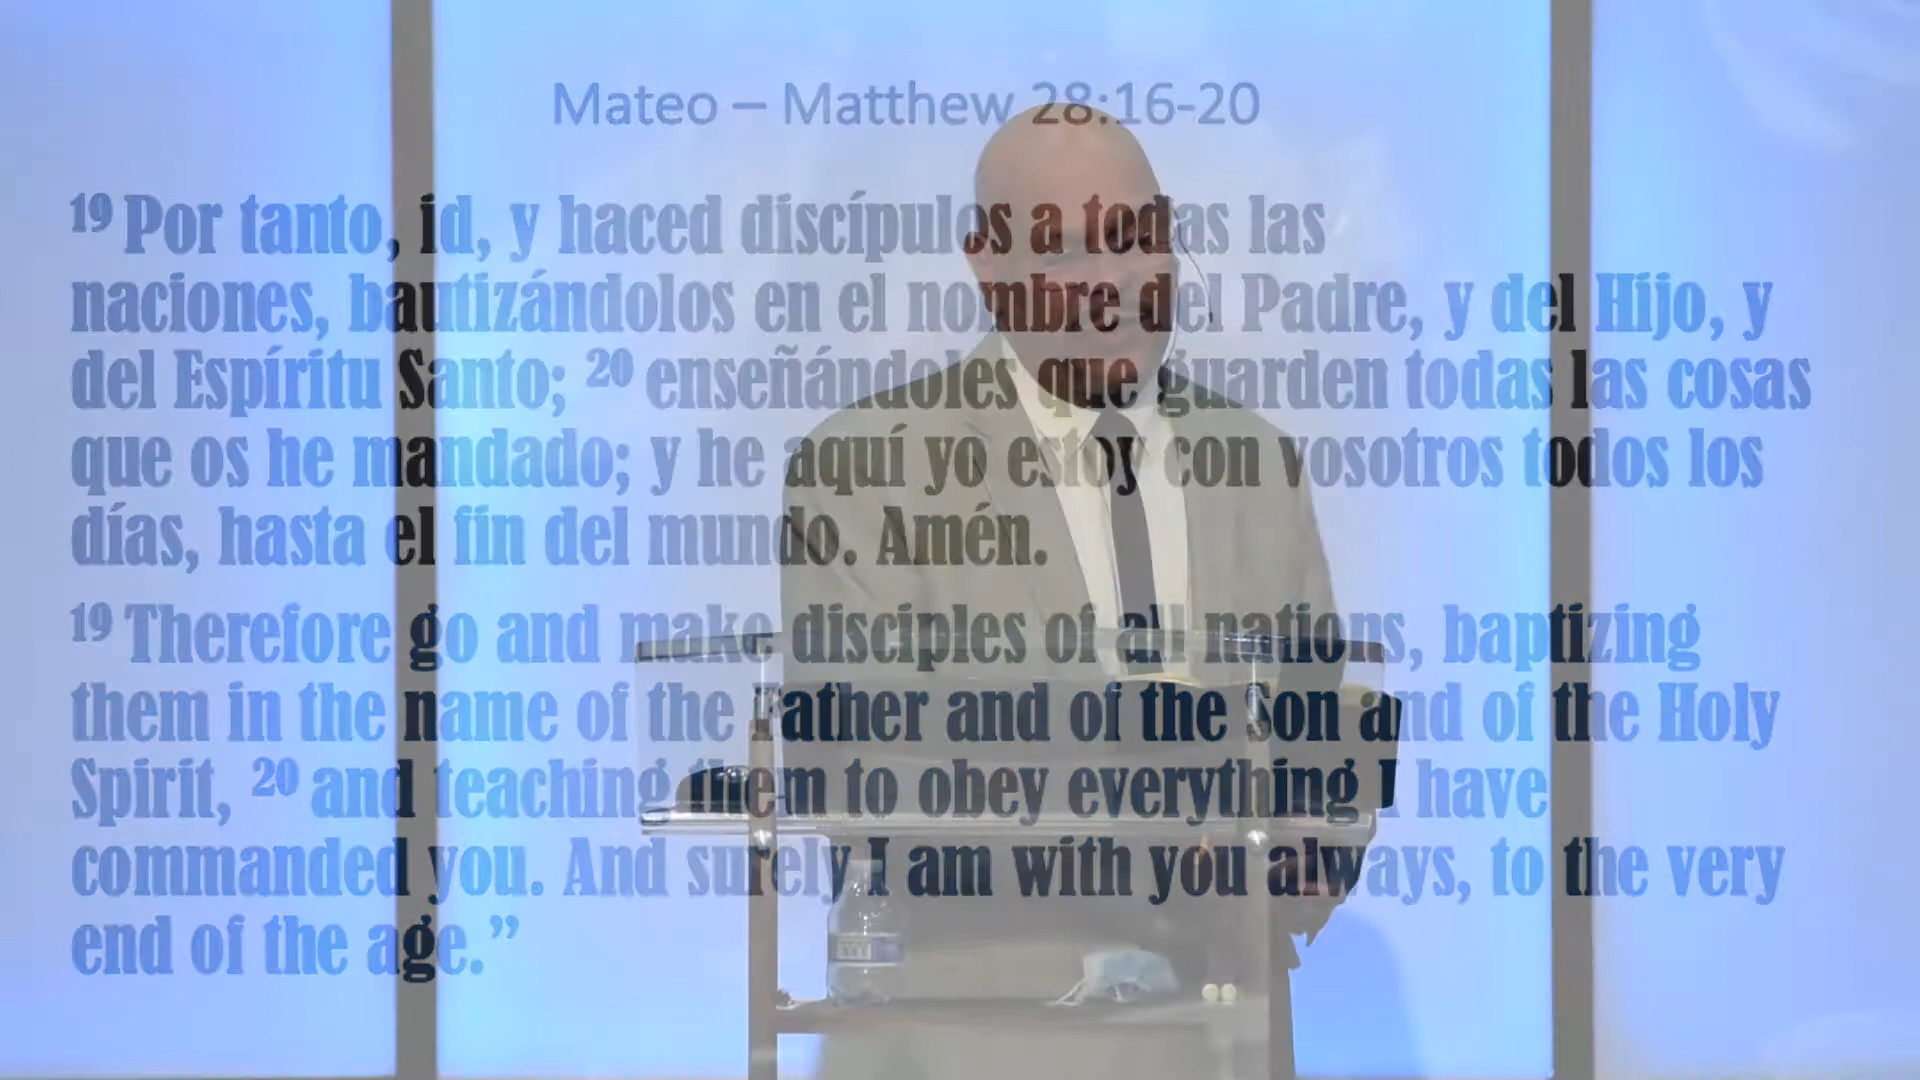 Mateo – Matthew 28:16-20
19 Por tanto, id, y haced discípulos a todas las
naciones, bautizándolos en el nombre del Padre, y del Hijo, y
del Espíritu Santo; 20 enseñándoles que guarden todas las cosas
que os he mandado; y he aquí yo estoy con vosotros todos los
días, hasta el fin del mundo. Amén.
19 Therefore go and make disciples of all nations, baptizing
them in the name of the Father and of the Son and of the Holy
Spirit, 20 and teaching them to obey everything I have
commanded you. And surely I am with you always, to the very
end of the age.”